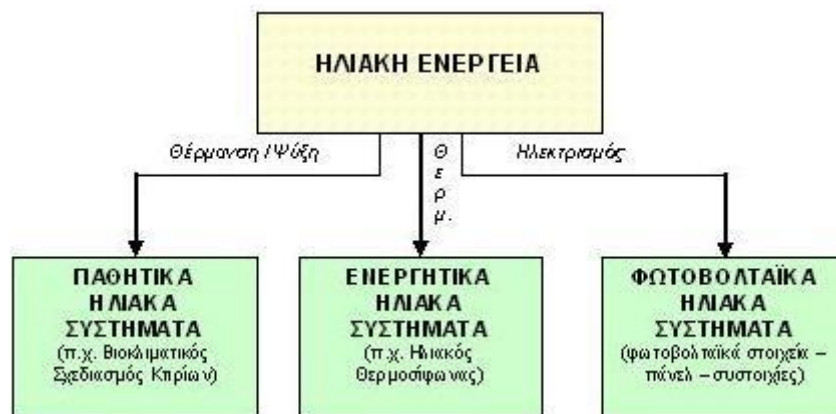 ΗΛΙΑΚΗ ΕΝΕΡΓΕΙΑ
Θέρμανση / Ψύξη
Θερμ.
Ηλεκτρισμός
ΠΑΘΗΤΙΚΑ
ΗΛΙΑΚΑ
ΣΥΣΤΗΜΑΤΑ
(π.χ. Βιοκλιματικός
Σχεδιασμός Κτιρίων)
ΕΝΕΡΓΗΤΙΚΑ
ΗΛΙΑΚΑ
ΣΥΣΤΗΜΑΤΑ
(π.χ. Ηλιακός
Θερμοσίφωνας)
ΦΩΤΟΒΟΛΤΑΪΚΑ
ΗΛΙΑΚΑ
ΣΥΣΤΗΜΑΤΑ
(φωτοβολταϊκά στοιχεία –
πάνελ – συστοιχίες)